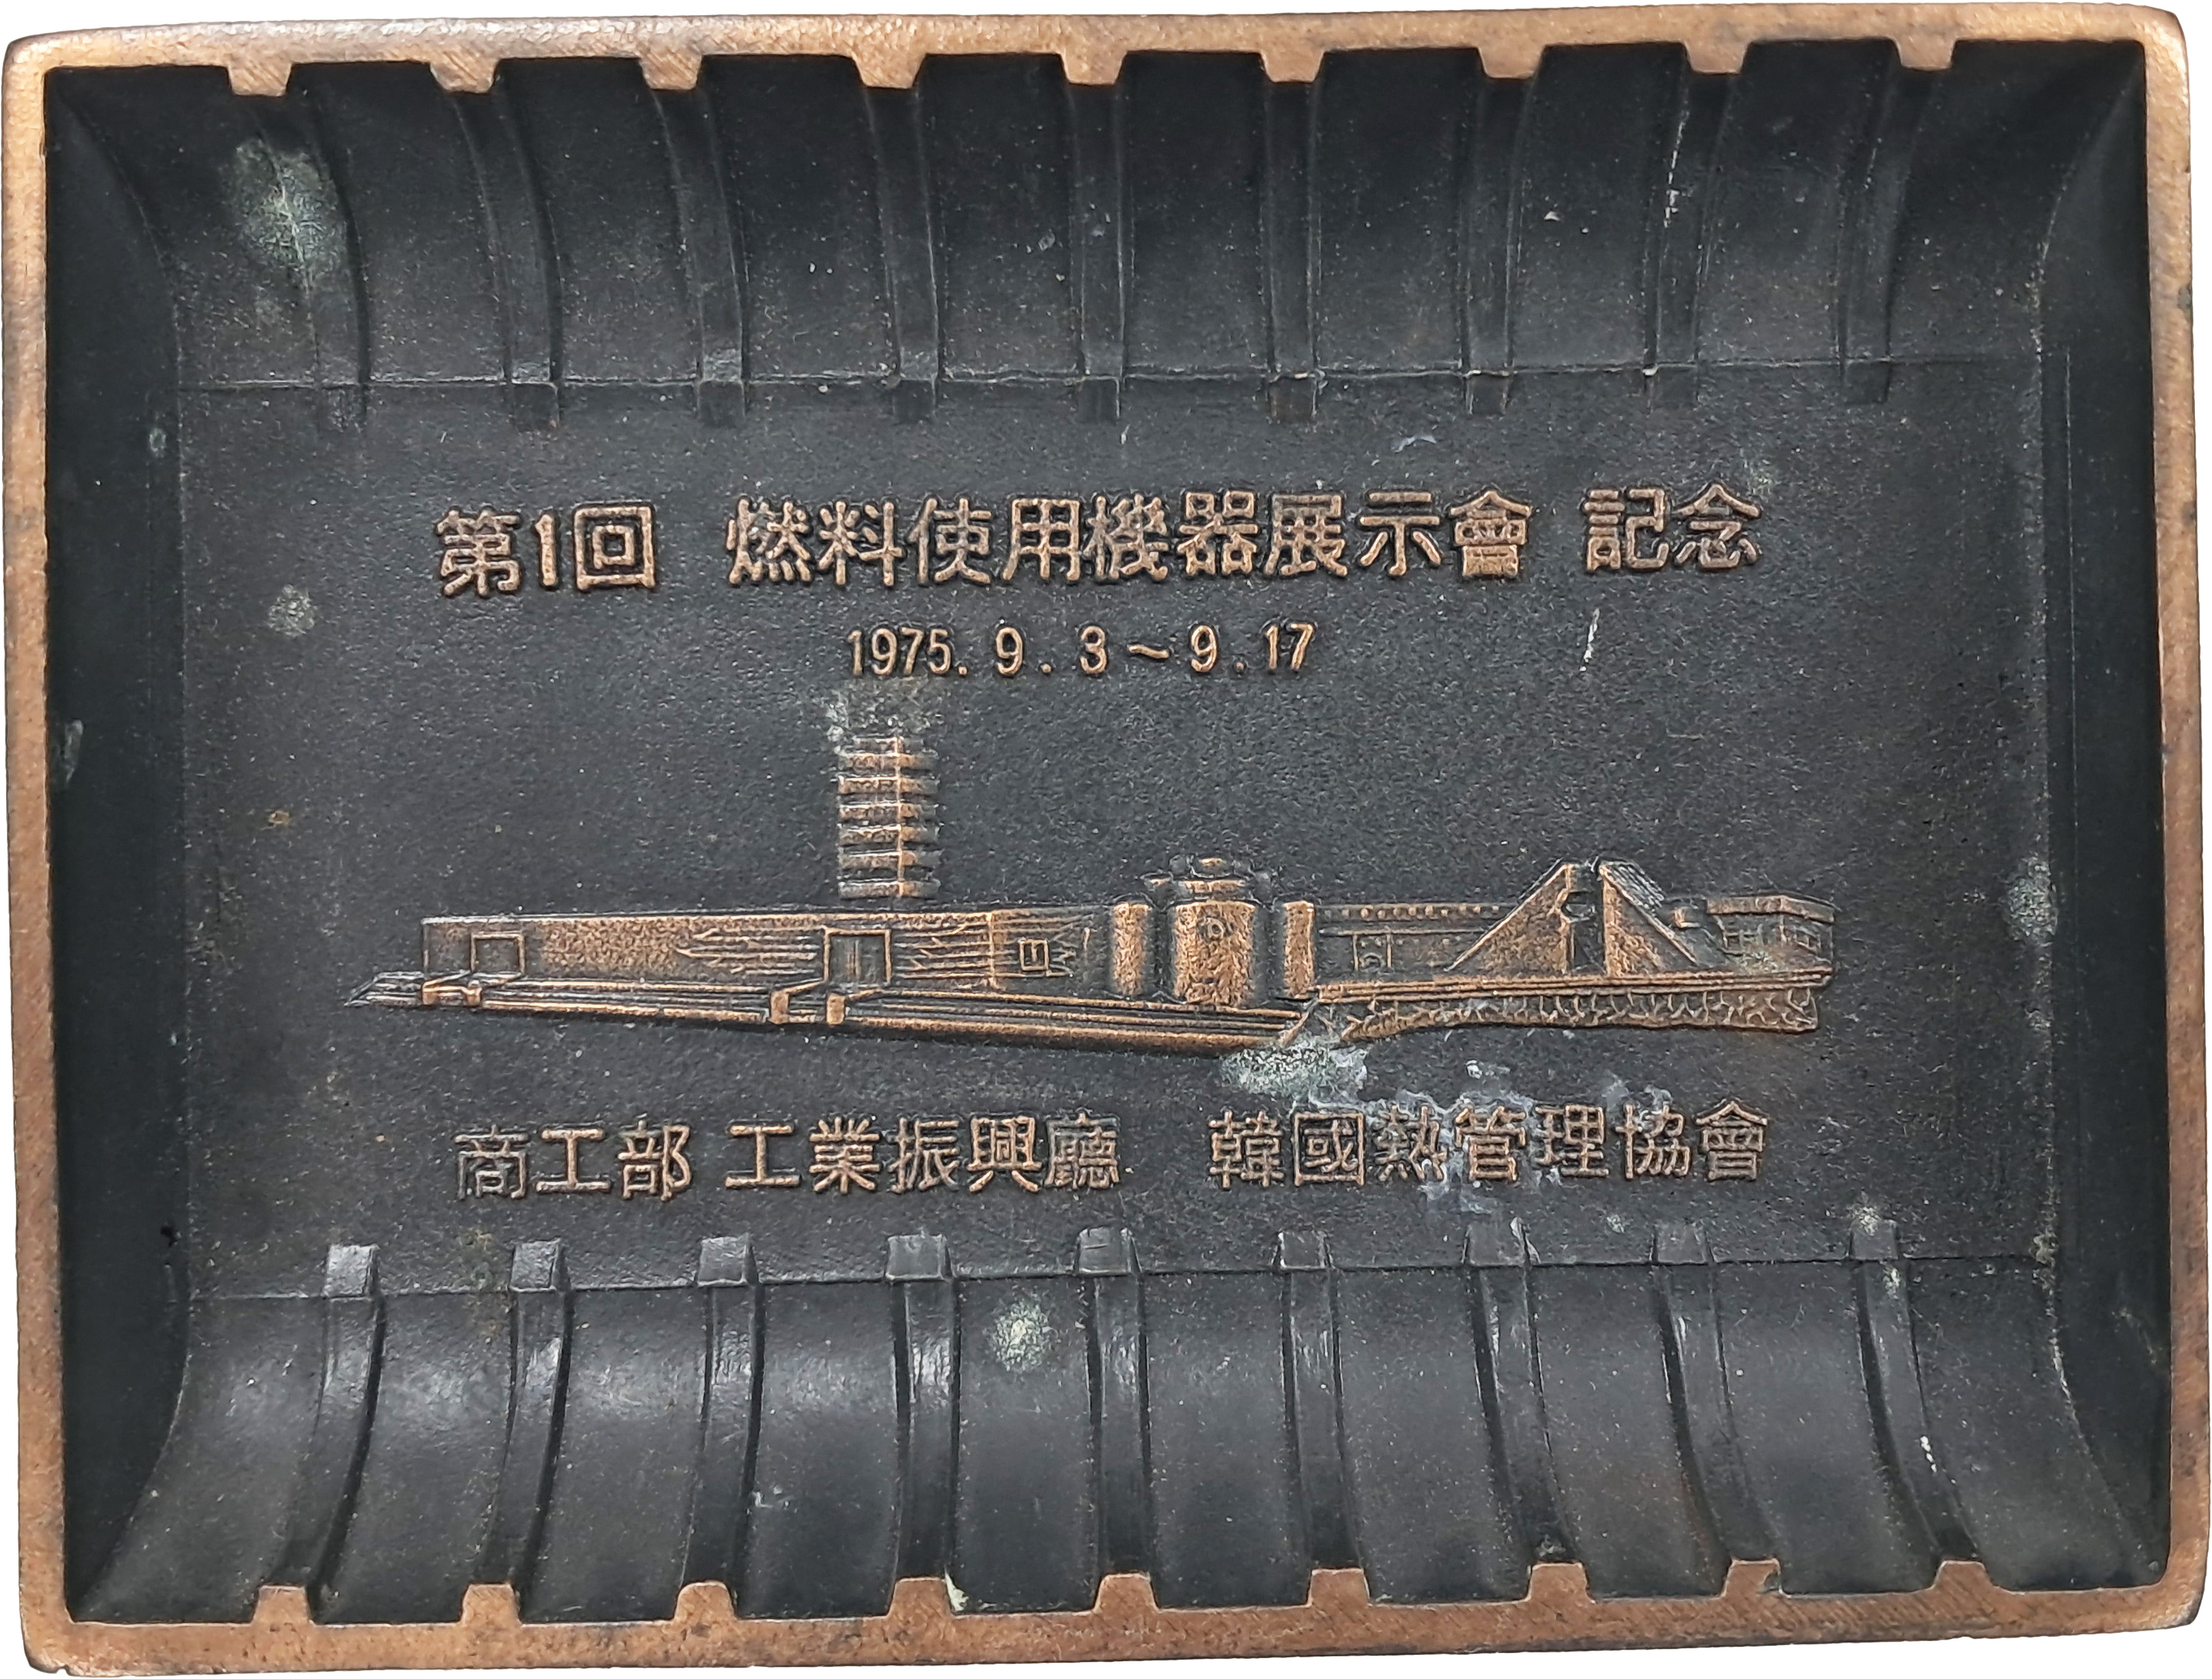 第1回 燃料使用機器展示會 記念
1975. 9. 3～9. 17
商工部 工業振興廳 韓國熱管理協會